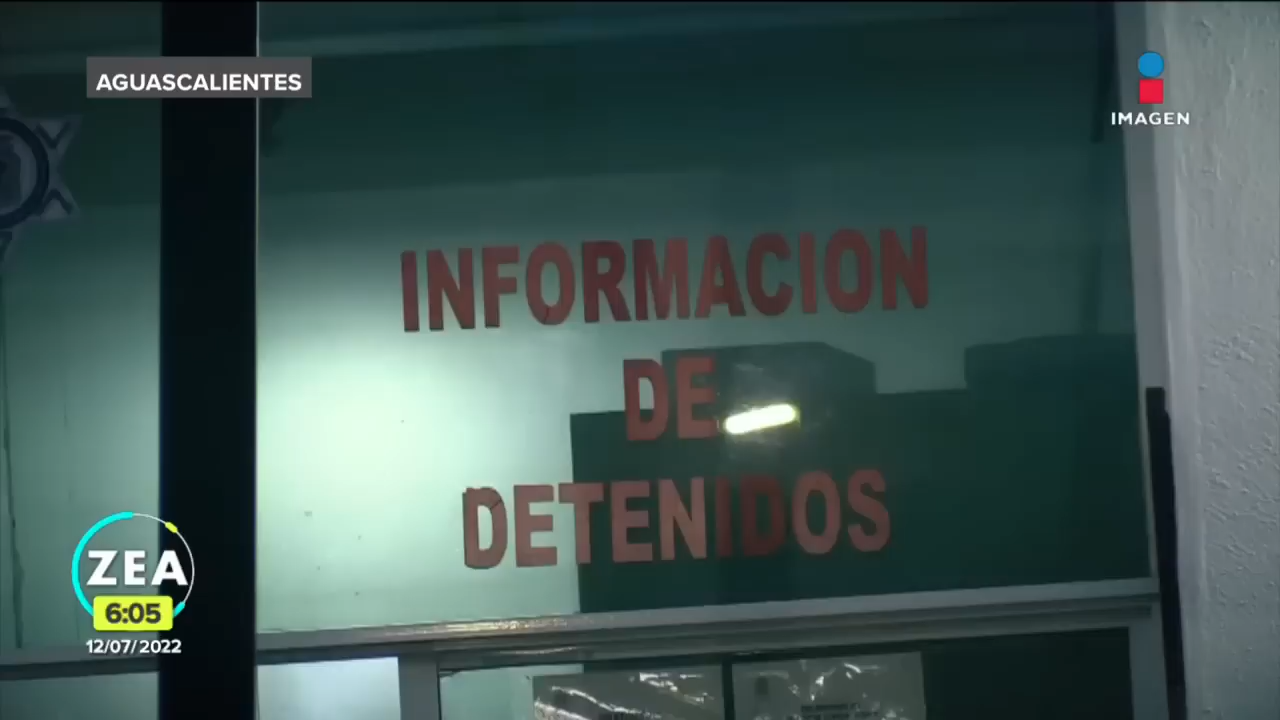 AGUASCALIENTES
IMAGEN
INFORMACION
DE
DETENIDOS
ZEA
6:05
12/07/2022